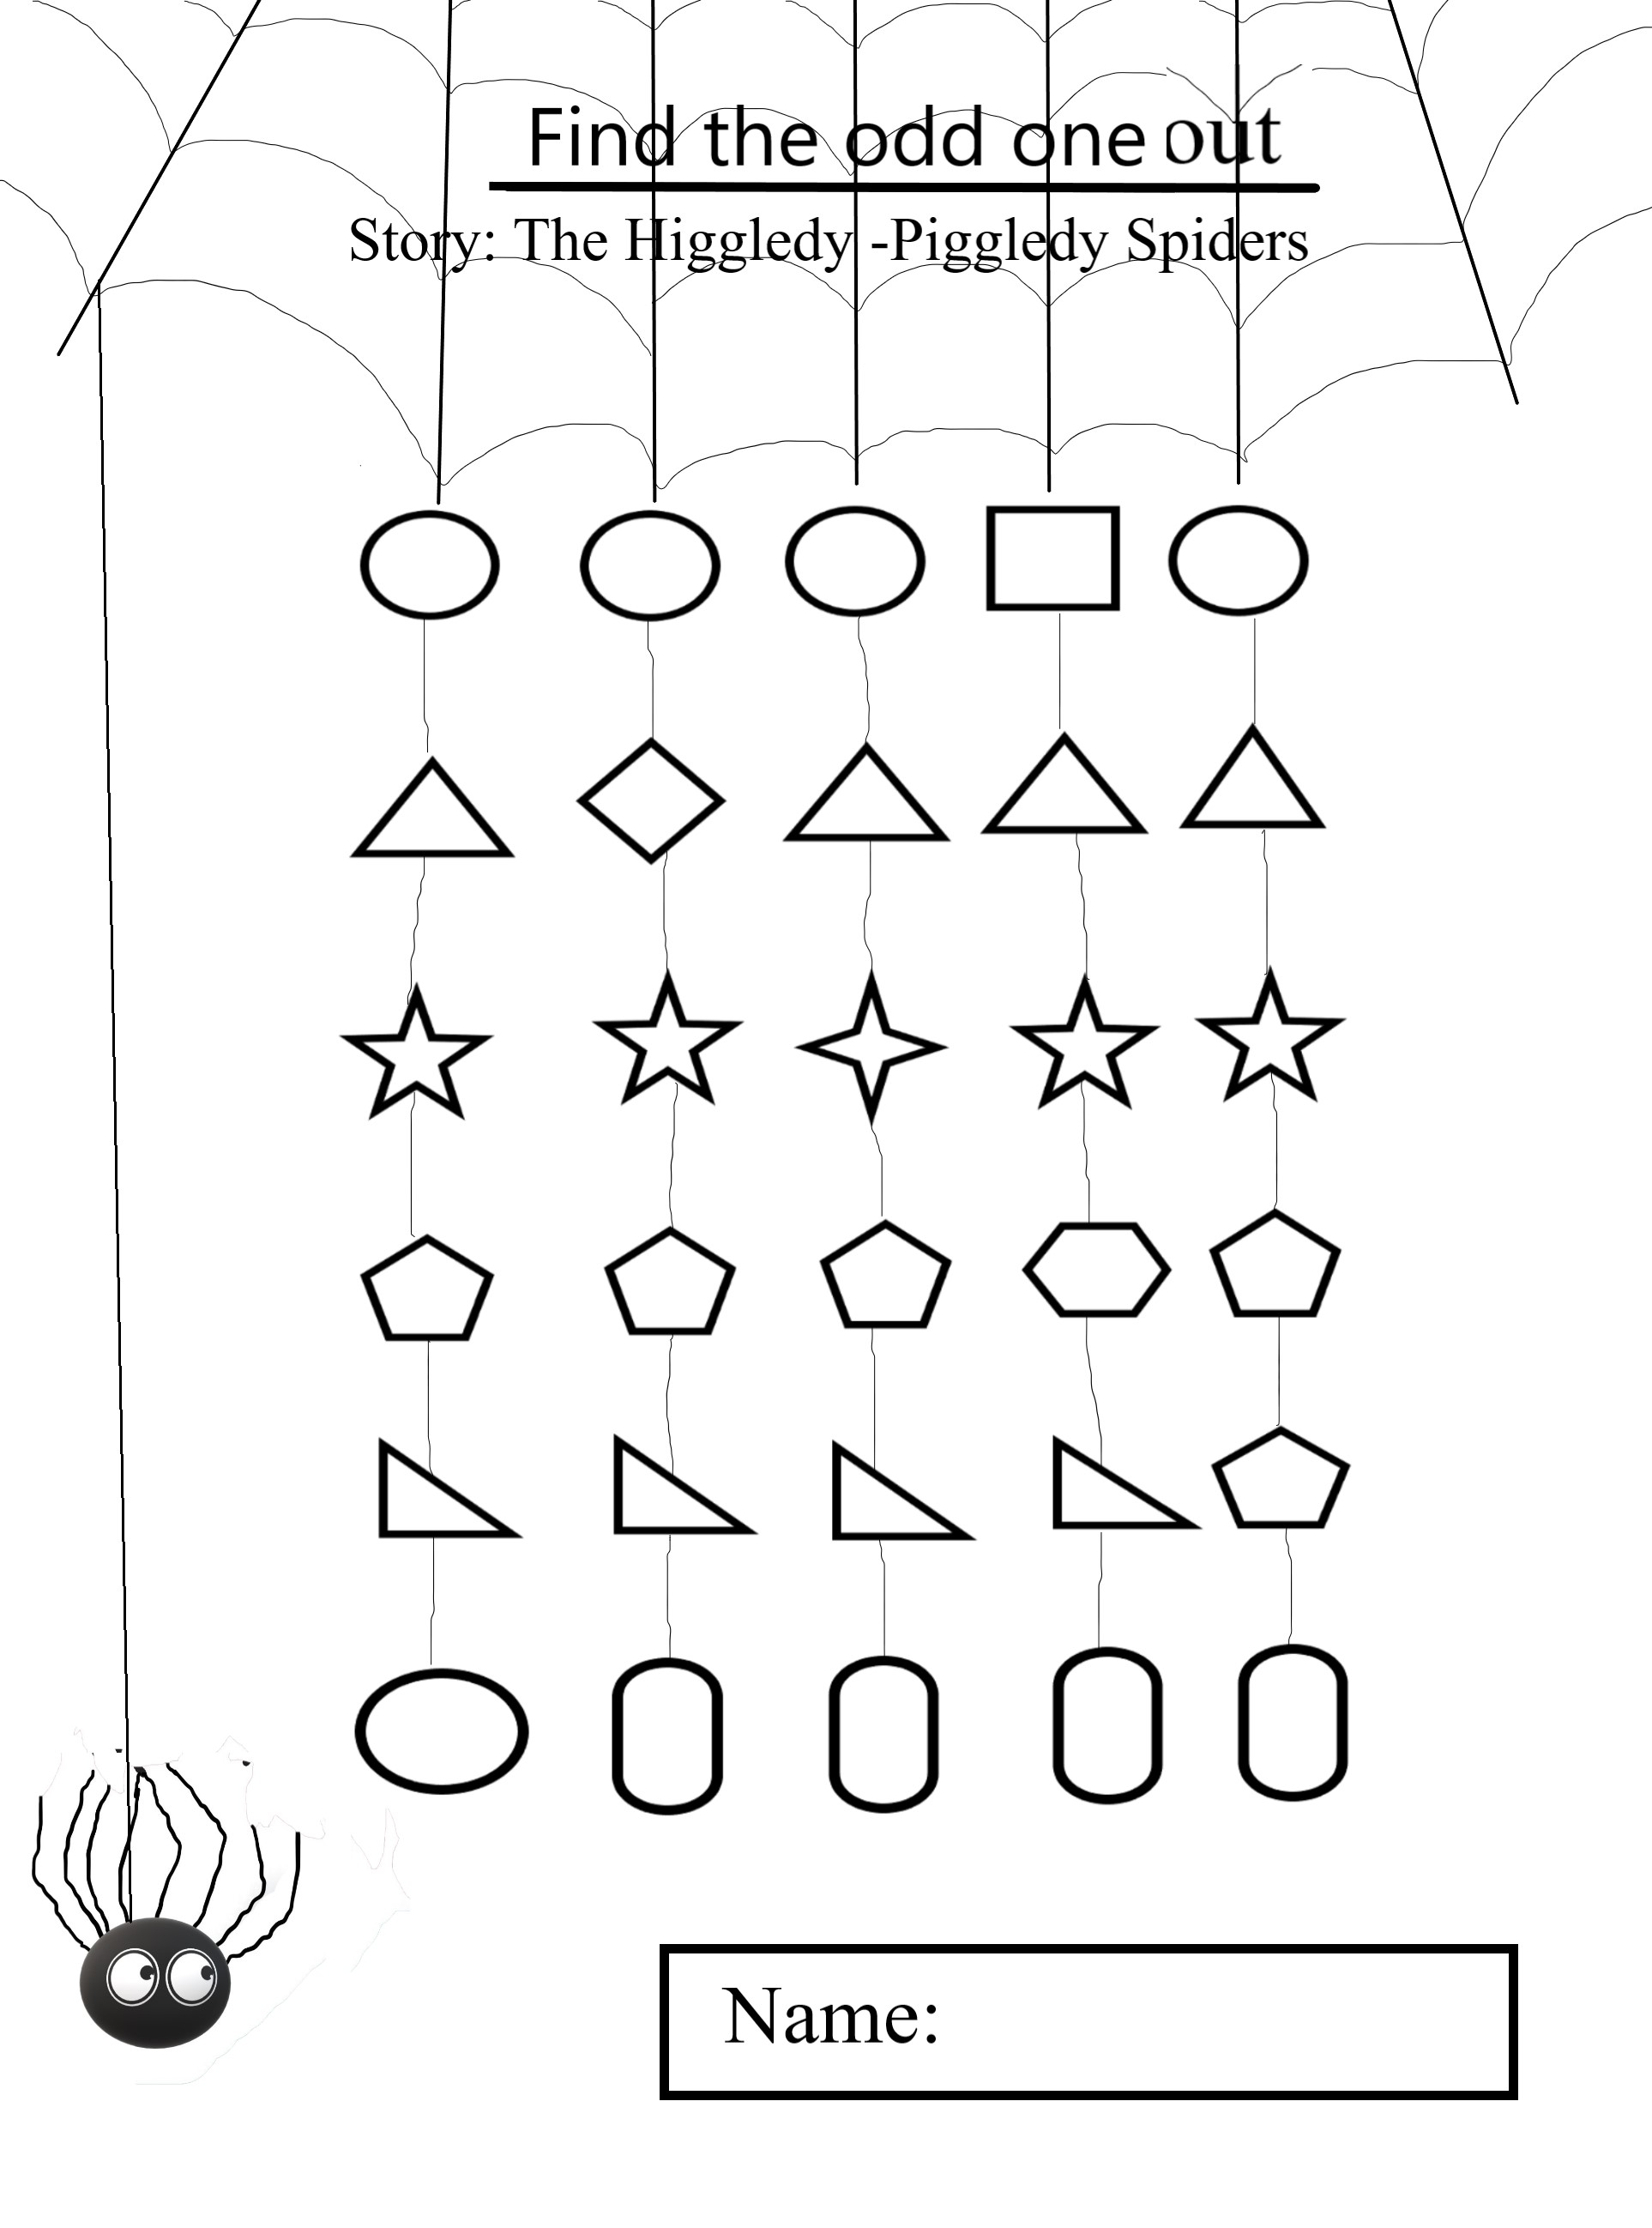 Find the odd one out
Story: The Higgledy -Piggledy Spiders
Name: